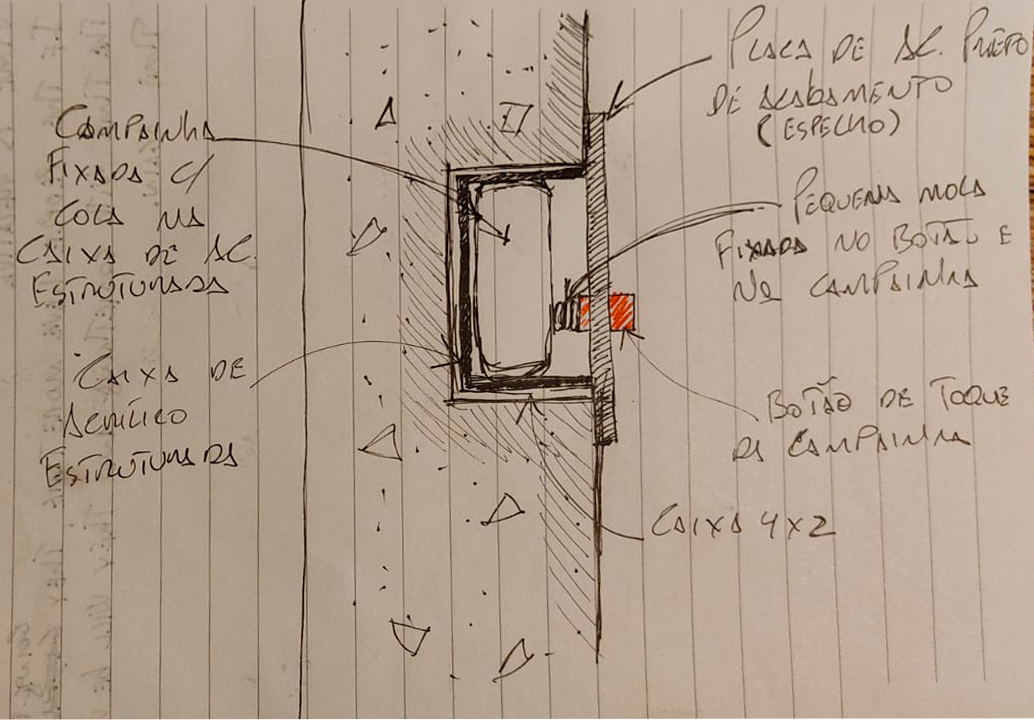 CAMPAINHA
FIXADA C/
COLA NA
CAIXA DE AC.
ESTRUTURADA
CAIXA DE
ACRÍLICO
ESTRUTURADA
PLACA DE AC. PRETO
DE ACABAMENTO
(ESPELHO)
PEQUENA MOLA
FIXADA NO BOTÃO E
NA CAMPAINHA
BOTÃO DE TOQUE
DA CAMPAINHA
CAIXA 4x2